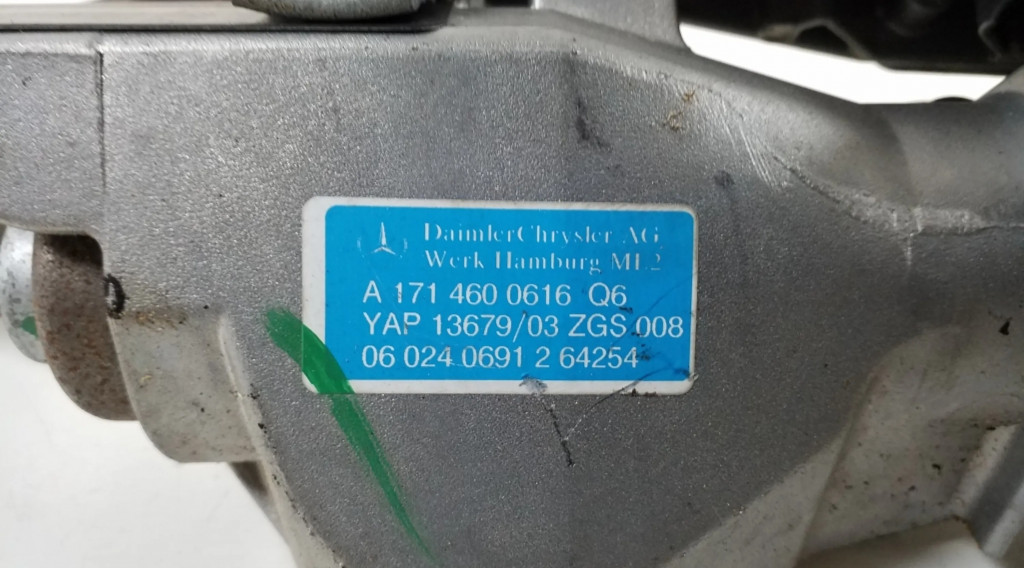 DaimlerChrysler AG
Werk Hamburg ML2
A 171 460 0616 Q6
YAP 13679/03 ZGS 008
06 024 0691 2 64254